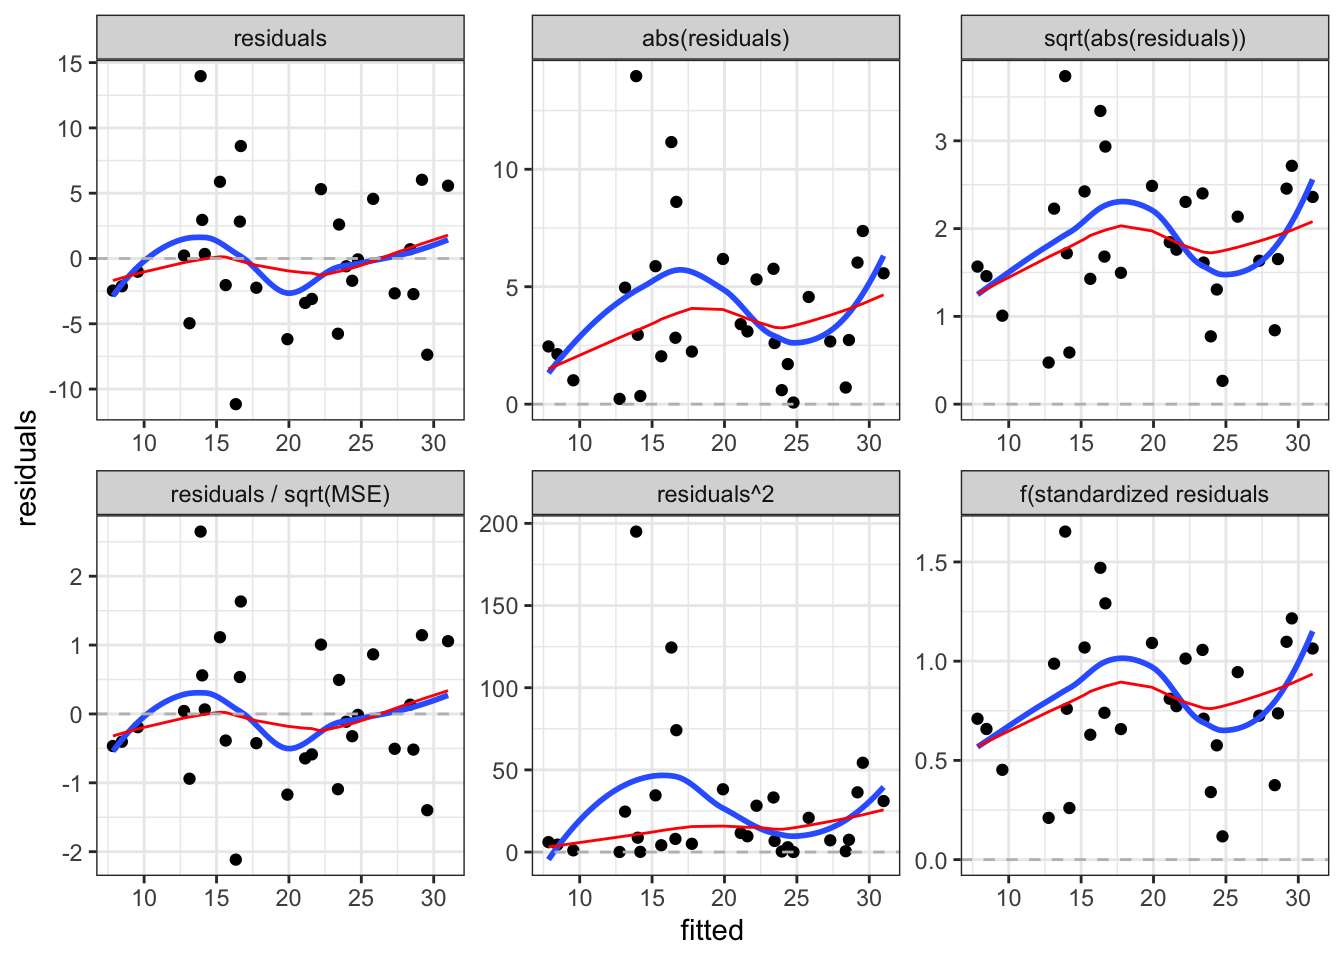 residuals
abs(residuals)
sqrt(abs(residuals))
15
10
5
0
-5
-10
10
5
0
3
2
1
0
10 15 20 25 30
10 15 20 25 30
10 15 20 25 30
residuals
residuals / sqrt(MSE)
residuals^2
f(standardized residuals
2
1
0
-1
-2
200
150
100
50
0
1.5
1.0
0.5
0.0
10 15 20 25 30
10 15 20 25 30
10 15 20 25 30
fitted